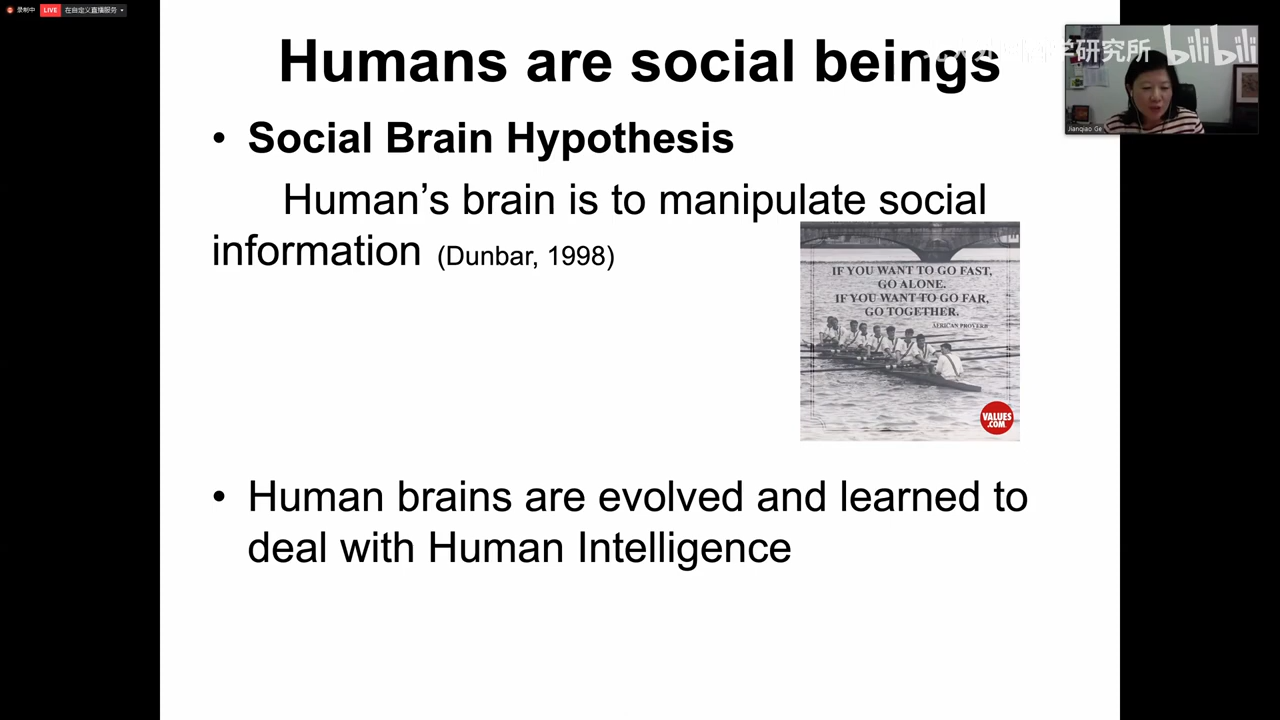 录制中
LIVE
在自定义直播服务
Humans are social beings
学研究所
bilibili
Jianqiao Ge
• Social Brain Hypothesis
Human’s brain is to manipulate social
information (Dunbar, 1998)
IF YOU WANT TO GO FAST,
GO ALONE.
IF YOU WANT TO GO FAR,
GO TOGETHER.
AFRICAN PROVERB
VALUES
.COM
• Human brains are evolved and learned to
deal with Human Intelligence